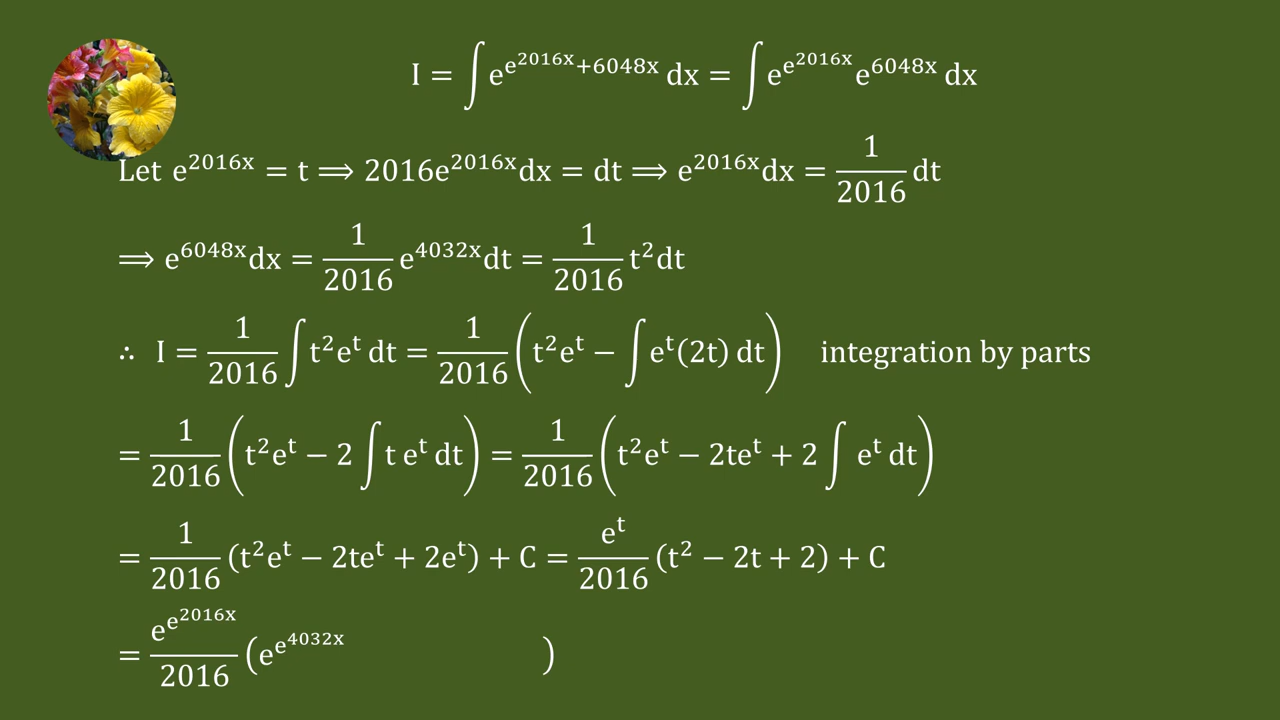 I = ∫ e^(e^(2016x)+6048x) dx = ∫ e^(e^(2016x)) e^(6048x) dx
Let e^(2016x) = t ⟹ 2016e^(2016x)dx = dt ⟹ e^(2016x)dx = 1/2016 dt
⟹ e^(6048x)dx = 1/2016 e^(4032x)dt = 1/2016 t²dt
∴ I = 1/2016 ∫ t²e^t dt = 1/2016 (t²e^t − ∫ e^t(2t) dt) integration by parts
= 1/2016 (t²e^t − 2 ∫ t e^t dt) = 1/2016 (t²e^t − 2te^t + 2 ∫ e^t dt)
= 1/2016 (t²e^t − 2te^t + 2e^t) + C = e^t/2016 (t² − 2t + 2) + C
= e^(e^(2016x))/2016 (e^(e^(4032x)) )